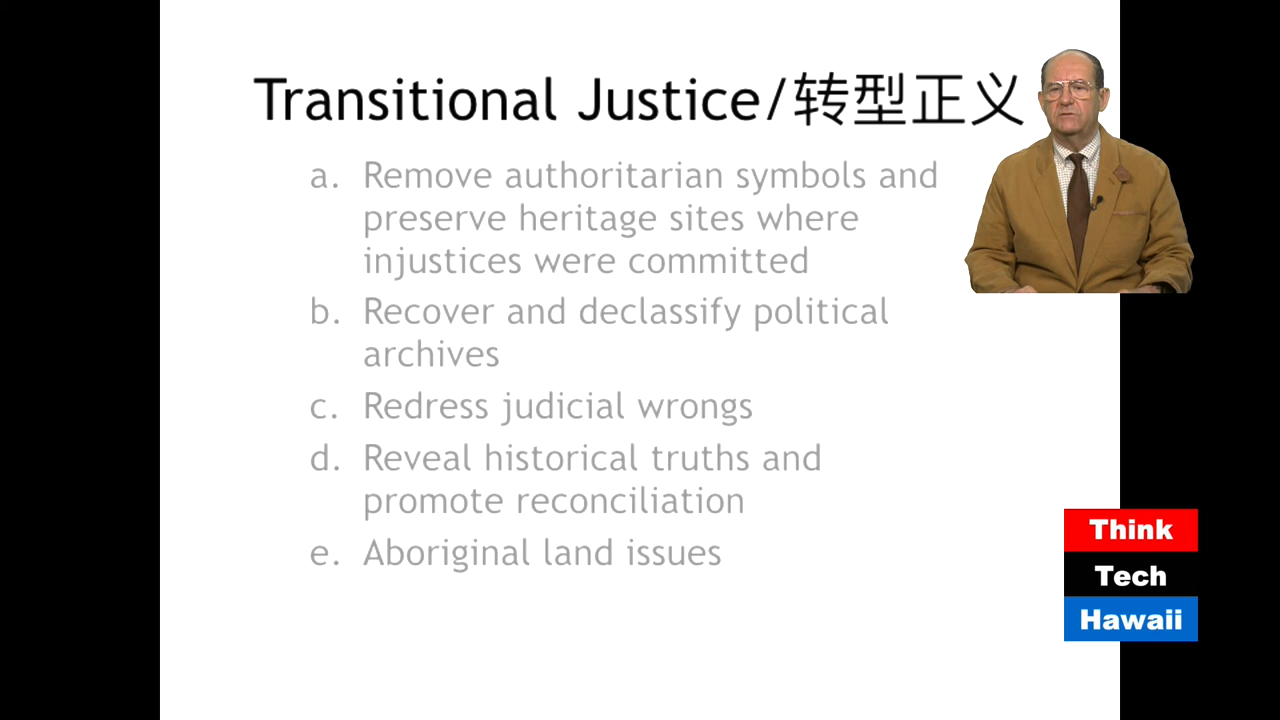 Transitional Justice/转型正义
a. Remove authoritarian symbols and
preserve heritage sites where
injustices were committed
b. Recover and declassify political
archives
c. Redress judicial wrongs
d. Reveal historical truths and
promote reconciliation
e. Aboriginal land issues
Think
Tech
Hawaii